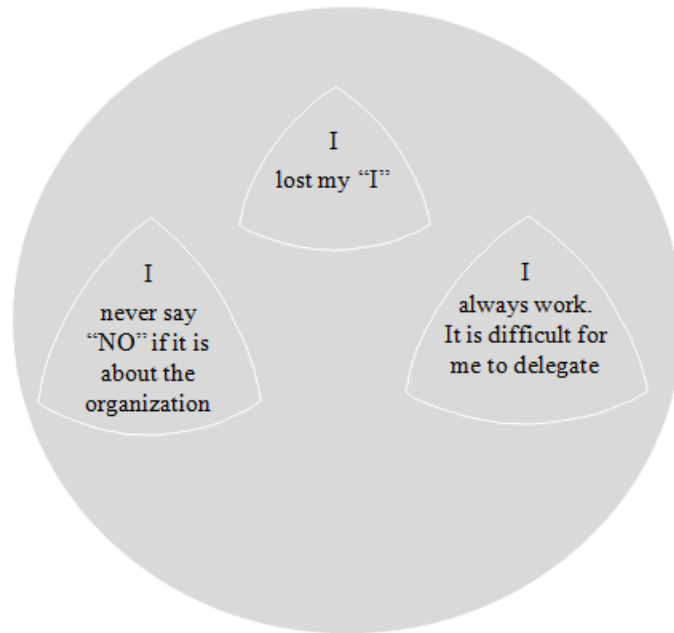 I
lost my “I”
I
never say
“NO” if it is
about the
organization
I
always work.
It is difficult for
me to delegate